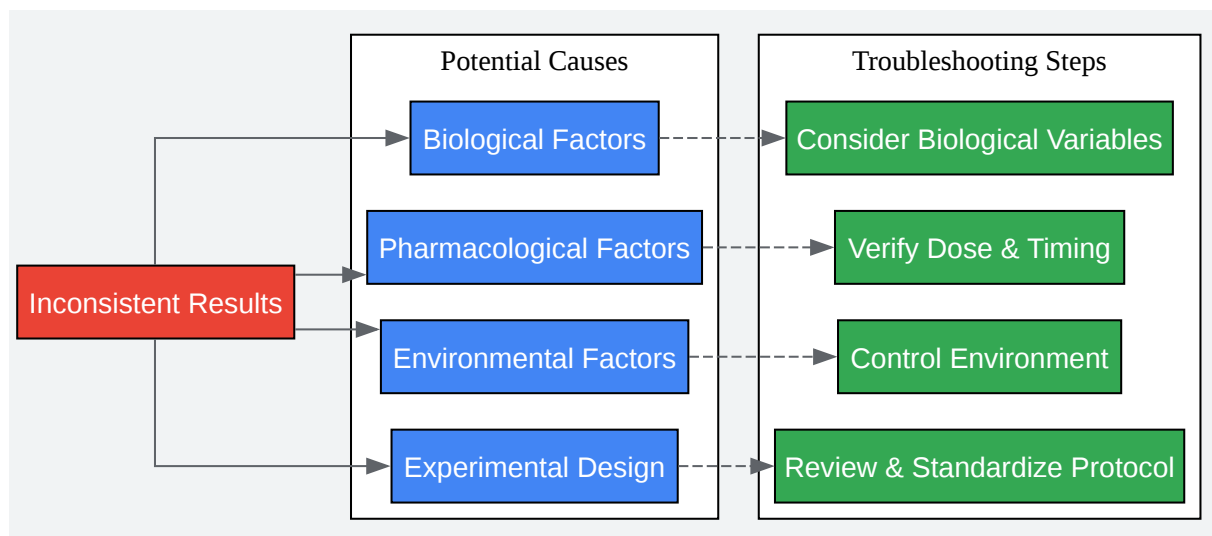 Potential Causes
Troubleshooting Steps
Biological Factors
Consider Biological Variables
Pharmacological Factors
Verify Dose & Timing
Inconsistent Results
Environmental Factors
Control Environment
Experimental Design
Review & Standardize Protocol